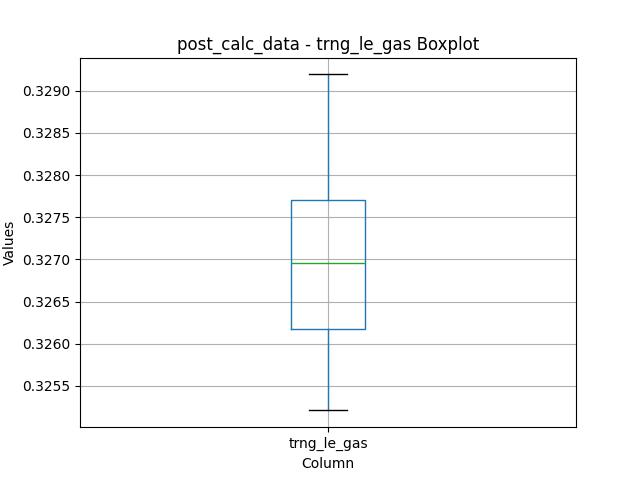 post_calc_data - trng_le_gas Boxplot
0.3290
0.3285
0.3280
0.3275
0.3270
0.3265
0.3260
0.3255
Values
trng_le_gas
Column